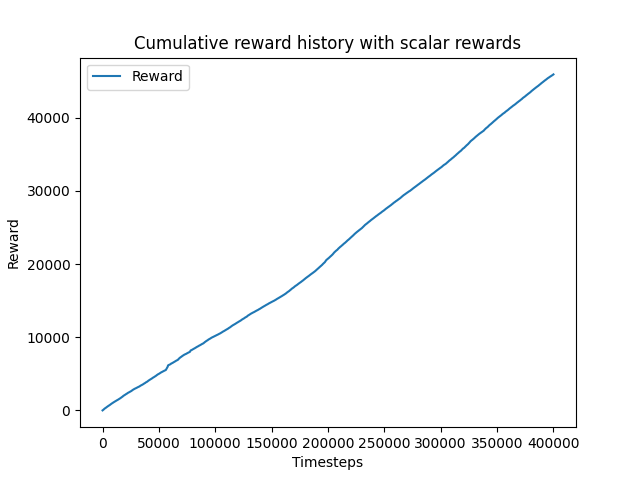 Cumulative reward history with scalar rewards
Reward
40000
30000
20000
10000
0
Reward
0 50000 100000 150000 200000 250000 300000 350000 400000
Timesteps